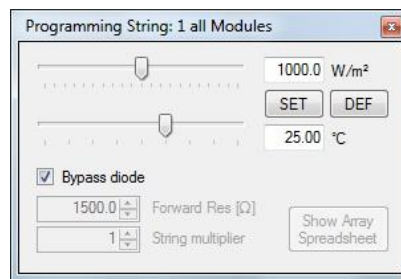 Programming String: 1 all Modules
1000.0 W/m²
SET DEF
25.00 °C
Bypass diode
1500.0 Forward Res [Ω]
1 String multiplier
Show Array
Spreadsheet